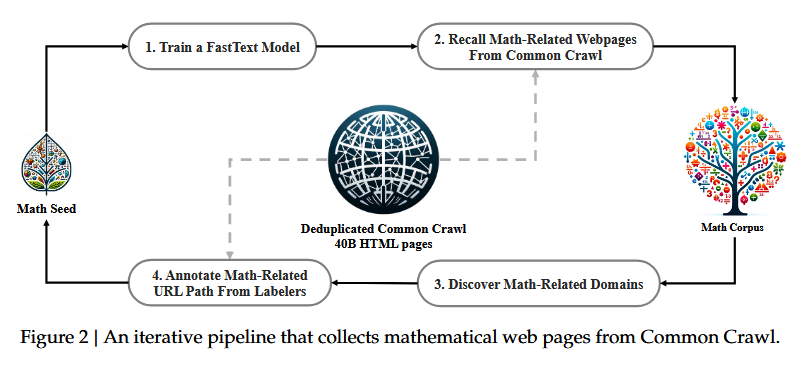 1. Train a FastText Model
2. Recall Math-Related Webpages
From Common Crawl
Math Seed
Deduplicated Common Crawl
40B HTML pages
Math Corpus
4. Annotate Math-Related
URL Path From Labelers
3. Discover Math-Related Domains
Figure 2 | An iterative pipeline that collects mathematical web pages from Common Crawl.